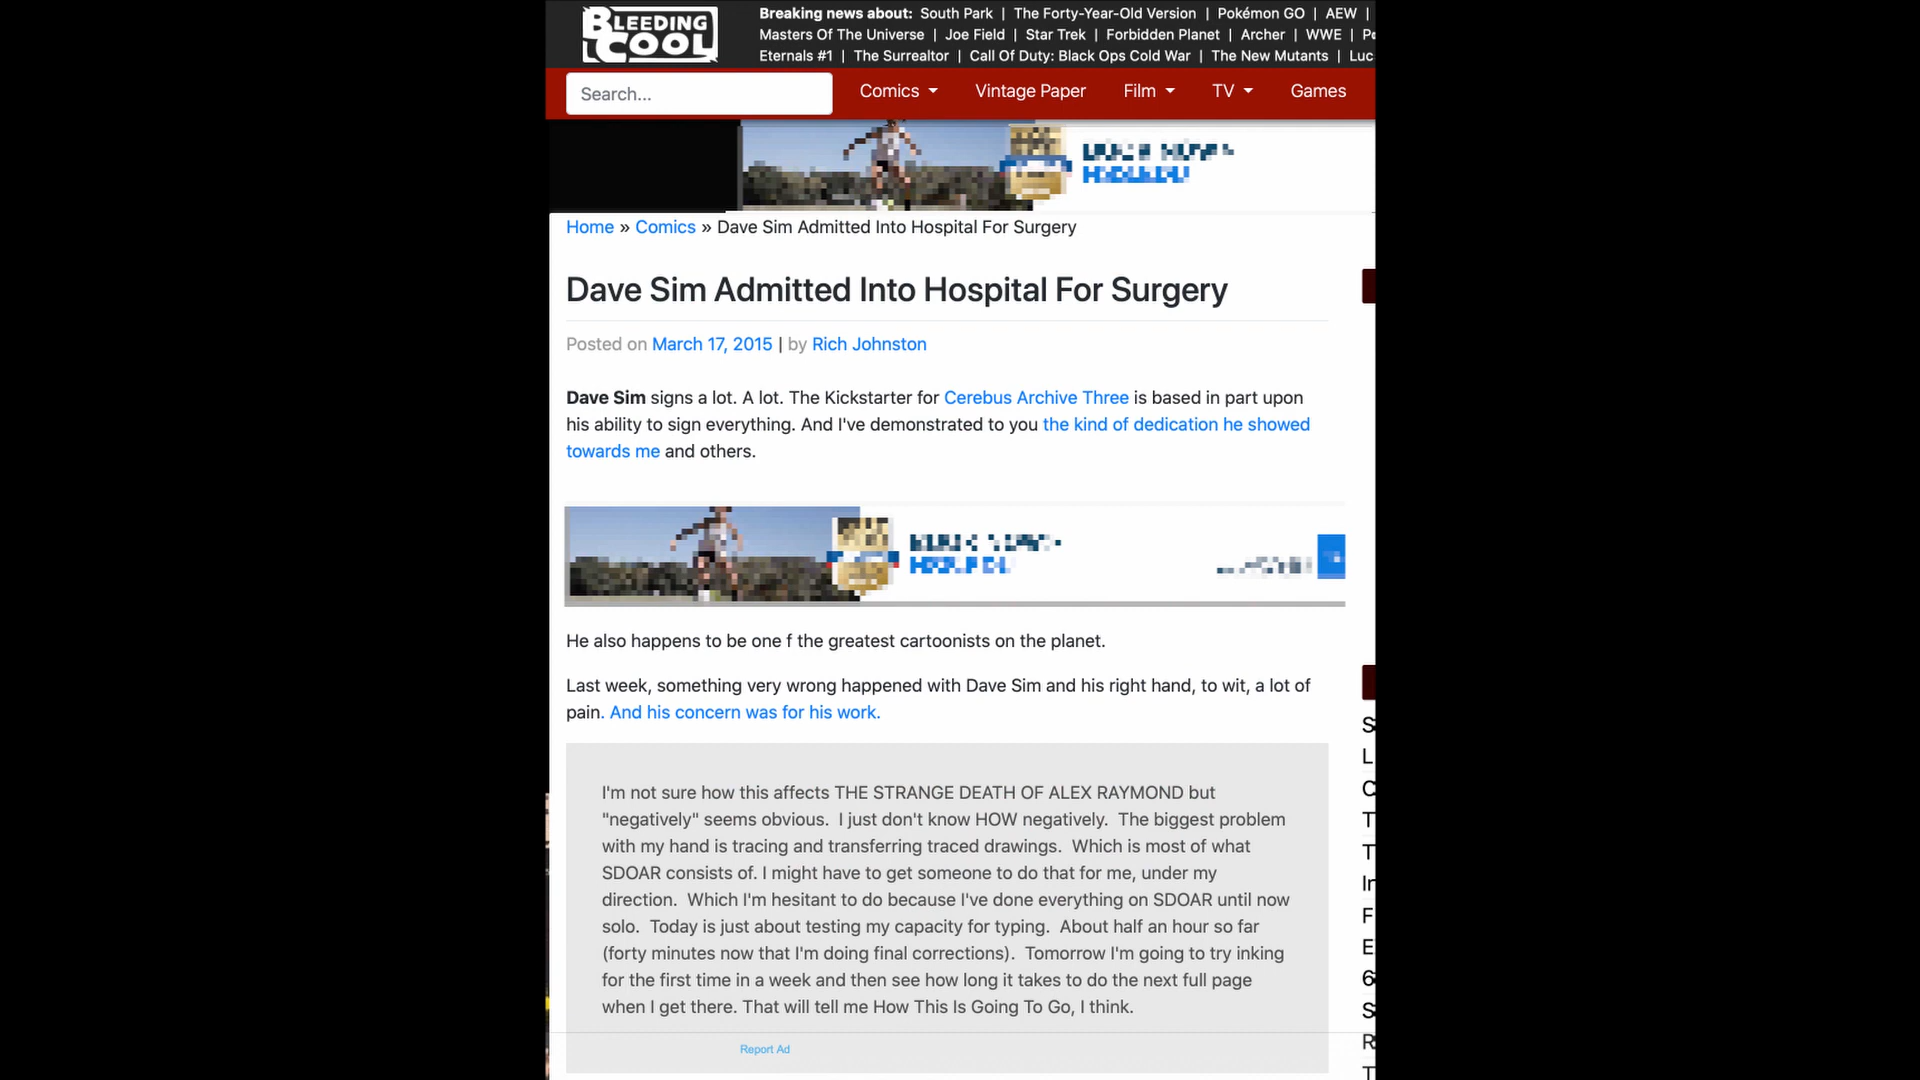 BLEEDING COOL
Breaking news about: South Park | The Forty-Year-Old Version | Pokémon GO | AEW |
Masters Of The Universe | Joe Field | Star Trek | Forbidden Planet | Archer | WWE |
Eternals #1 | The Surrealtor | Call Of Duty: Black Ops Cold War | The New Mutants | Luc
Search...
Comics Vintage Paper Film TV Games
Home » Comics » Dave Sim Admitted Into Hospital For Surgery
Dave Sim Admitted Into Hospital For Surgery
Posted on March 17, 2015 | by Rich Johnston
Dave Sim signs a lot. A lot. The Kickstarter for Cerebus Archive Three is based in part upon
his ability to sign everything. And I've demonstrated to you the kind of dedication he showed
towards me and others.
He also happens to be one f the greatest cartoonists on the planet.
Last week, something very wrong happened with Dave Sim and his right hand, to wit, a lot of
pain. And his concern was for his work.
I'm not sure how this affects THE STRANGE DEATH OF ALEX RAYMOND but
"negatively" seems obvious.  I just don't know HOW negatively.  The biggest problem
with my hand is tracing and transferring traced drawings.  Which is most of what
SDOAR consists of. I might have to get someone to do that for me, under my
direction.  Which I'm hesitant to do because I've done everything on SDOAR until now
solo.  Today is just about testing my capacity for typing.  About half an hour so far
(forty minutes now that I'm doing final corrections).  Tomorrow I'm going to try inking
for the first time in a week and then see how long it takes to do the next full page
when I get there. That will tell me How This Is Going To Go, I think.
Report Ad